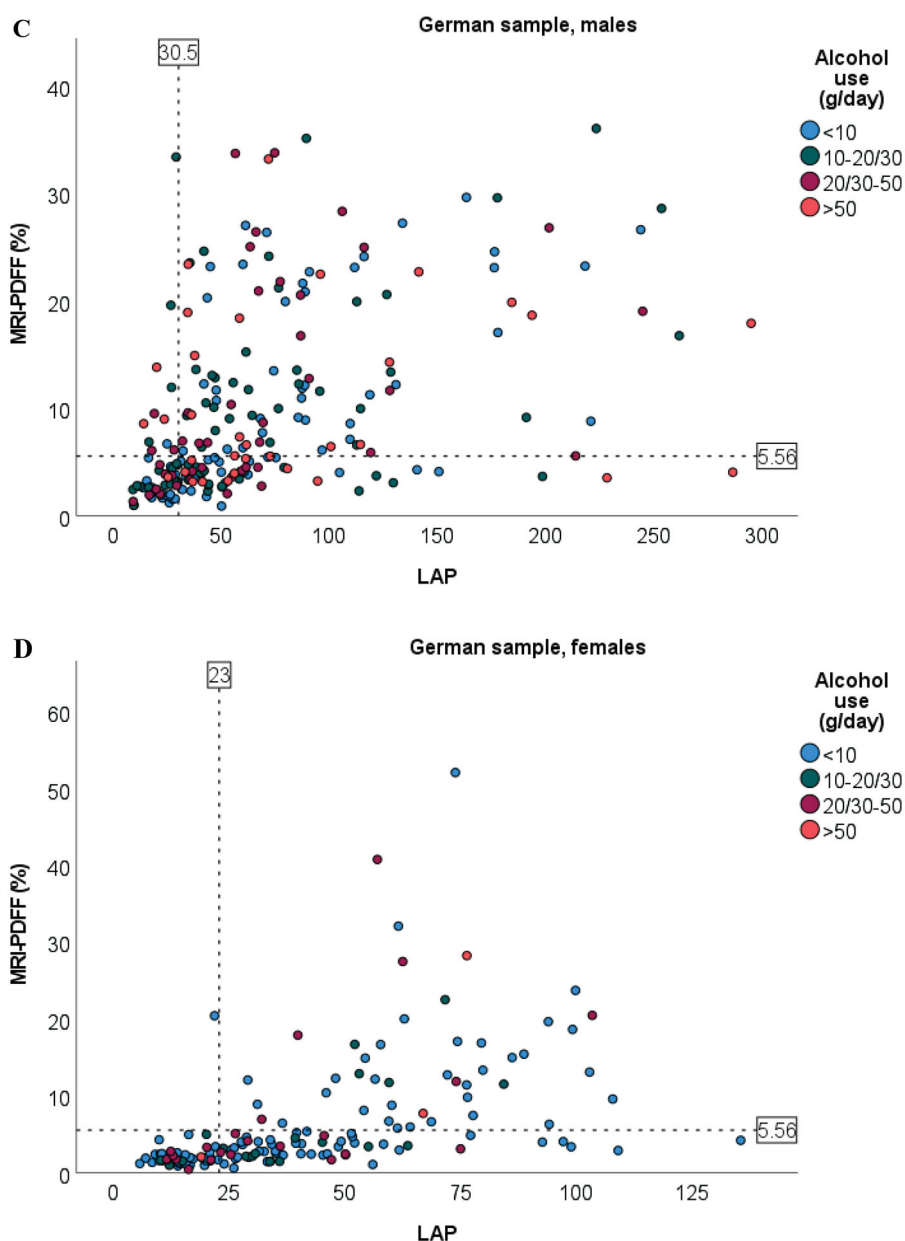 C
German sample, males
30.5
Alcohol
use
(g/day)
<10
10-20/30
20/30-50
>50
MRI-PDFF (%)
40
30
20
10
0
5.56
0
50
100
150
200
250
300
LAP
D
German sample, females
23
Alcohol
use
(g/day)
<10
10-20/30
20/30-50
>50
MRI-PDFF (%)
60
50
40
30
20
10
0
5.56
0
25
50
75
100
125
LAP